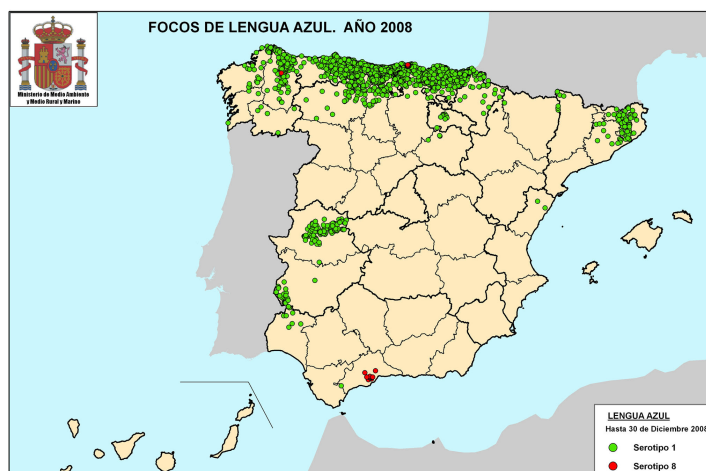 FOCOS DE LENGUA AZUL. AÑO 2008
Ministerio de Medio Ambiente
y Medio Rural y Marino
LENGUA AZUL
Hasta 30 de Diciembre 2008
Serotipo 1
Serotipo 8